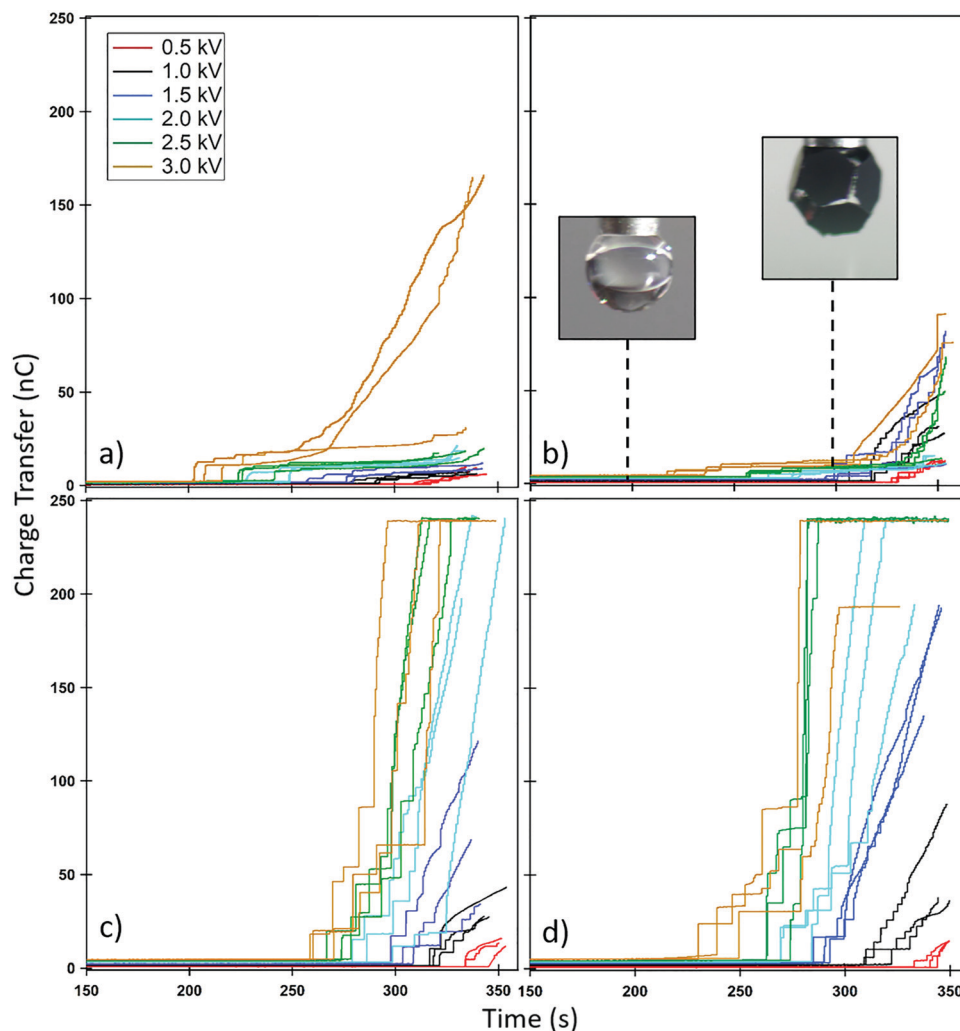 250
200
150
100
50
0
0.5 kV
1.0 kV
1.5 kV
2.0 kV
2.5 kV
3.0 kV
a)
b)
Charge Transfer (nC)
250
200
150
100
50
0
c)
d)
150 200 250 300 350
150 200 250 300 350
Time (s)